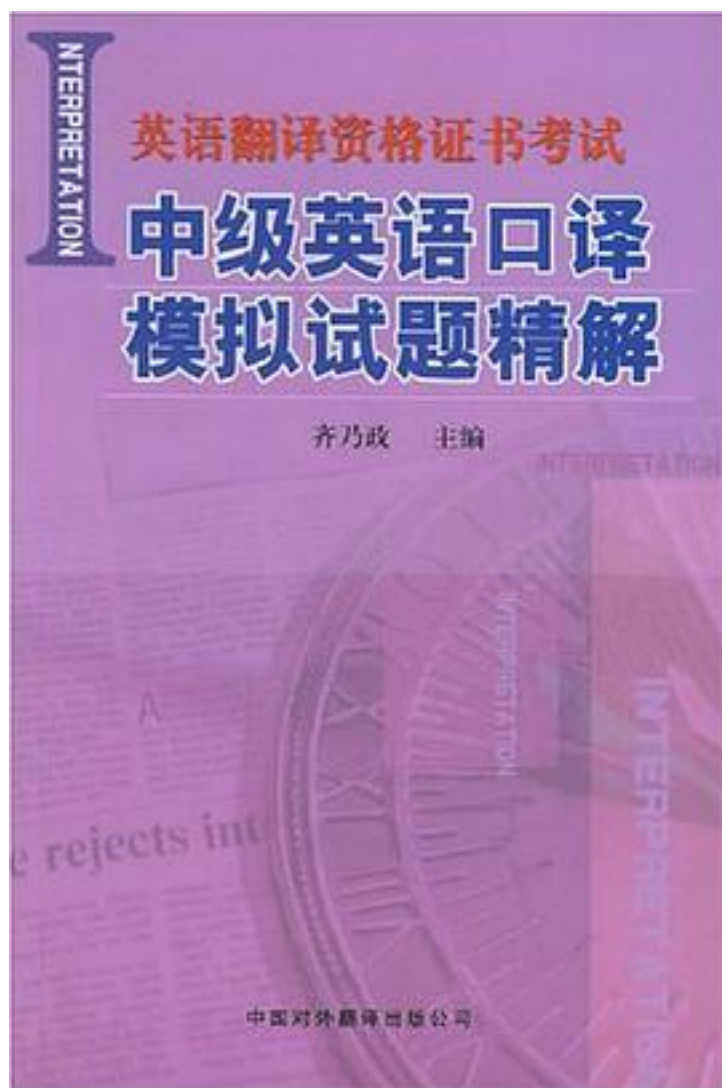 INTERPRETATION
英语翻译资格证书考试
中级英语口译
模拟试题精解
齐乃政 主编
INTERPRETATION
INTERPRETATION
INTERPRETATION
A
e rejects int
中国对外翻译出版公司